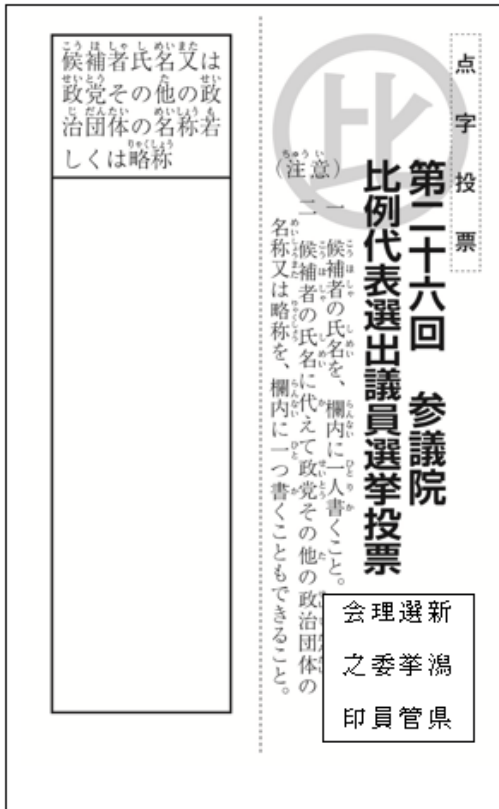 点字投票
比
第二十六回 参議院
比例代表選出議員選挙投票
(注意)
一 候補者の氏名を、欄内に一人書くこと。
二 候補者の氏名に代えて政党その他の政治団体の
名称又は略称を、欄内に一つ書くこともできること。
新潟県
選挙管
理委員
会之印
候補者氏名又は
政党その他の政
治団体の名称若
しくは略称